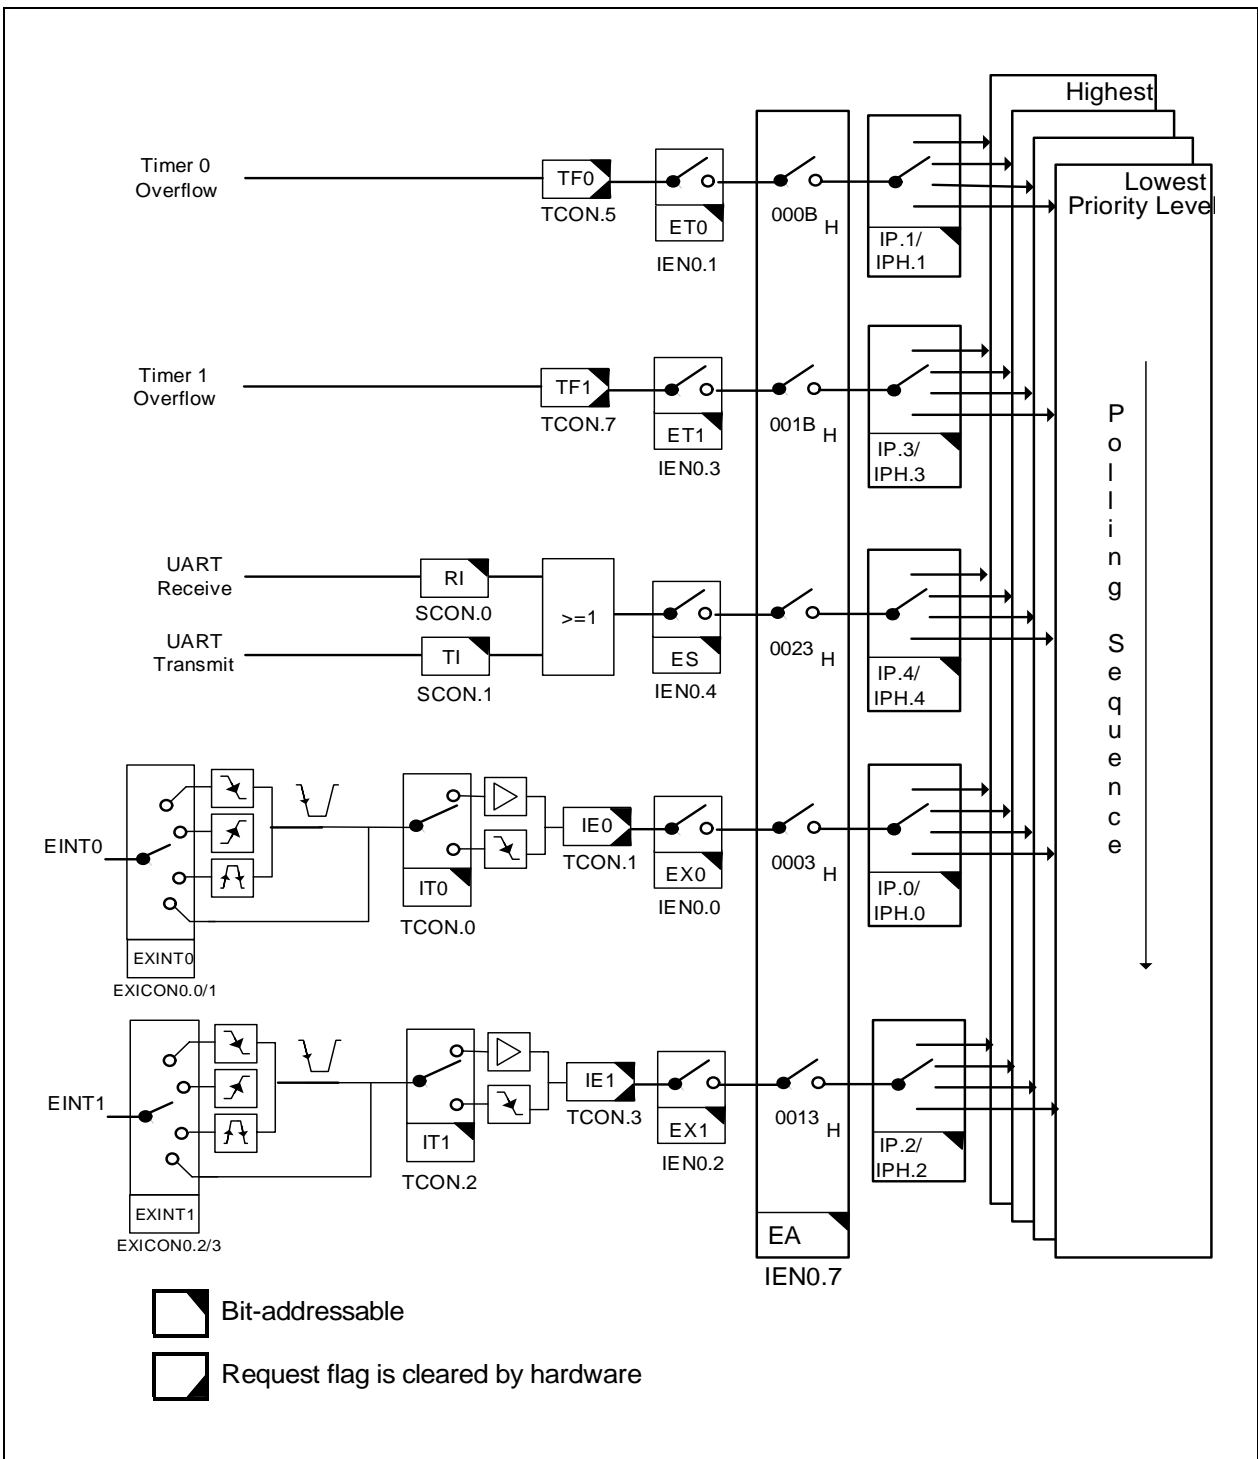 Highest
Lowest
Priority Level
Timer 0
Overflow
TF0
TCON.5
ET0
IEN0.1
000B H
IP.1/
IPH.1
Timer 1
Overflow
TF1
TCON.7
ET1
IEN0.3
001B H
IP.3/
IPH.3
Polling Sequence
UART
Receive
RI
SCON.0
UART
Transmit
TI
SCON.1
>=1
ES
IEN0.4
0023 H
IP.4/
IPH.4
EINT0
EXINT0
EXICON0.0/1
IT0
TCON.0
IE0
TCON.1
EX0
IEN0.0
0003 H
IP.0/
IPH.0
EINT1
EXINT1
EXICON0.2/3
IT1
TCON.2
IE1
TCON.3
EX1
IEN0.2
0013 H
IP.2/
IPH.2
EA
IEN0.7
Bit-addressable
Request flag is cleared by hardware